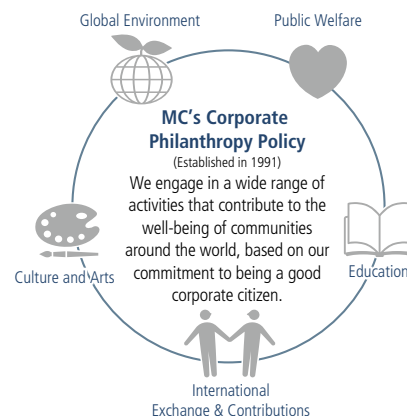 Global Environment
Public Welfare
MC's Corporate
Philanthropy Policy
(Established in 1991)
We engage in a wide range of
activities that contribute to the
well-being of communities
around the world, based on our
commitment to being a good
corporate citizen.
Culture and Arts
Education
International
Exchange & Contributions